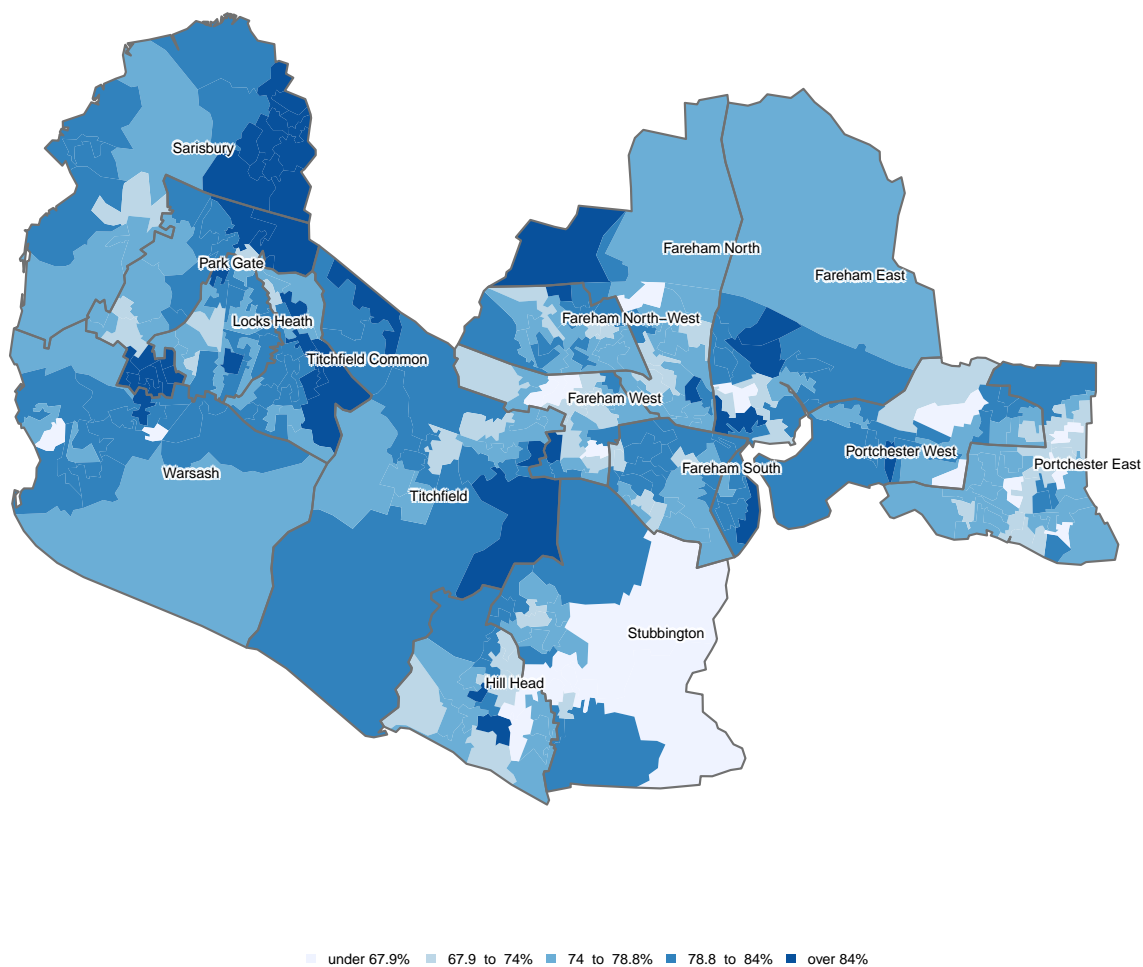 Sarisbury
Fareham North
Park Gate
Fareham East
Locks Heath
Fareham North−West
Titchfield Common
Fareham West
Portchester West
Portchester East
Fareham South
Warsash
Titchfield
Stubbington
Hill Head
under 67.9%
67.9 to 74%
74 to 78.8%
78.8 to 84%
over 84%